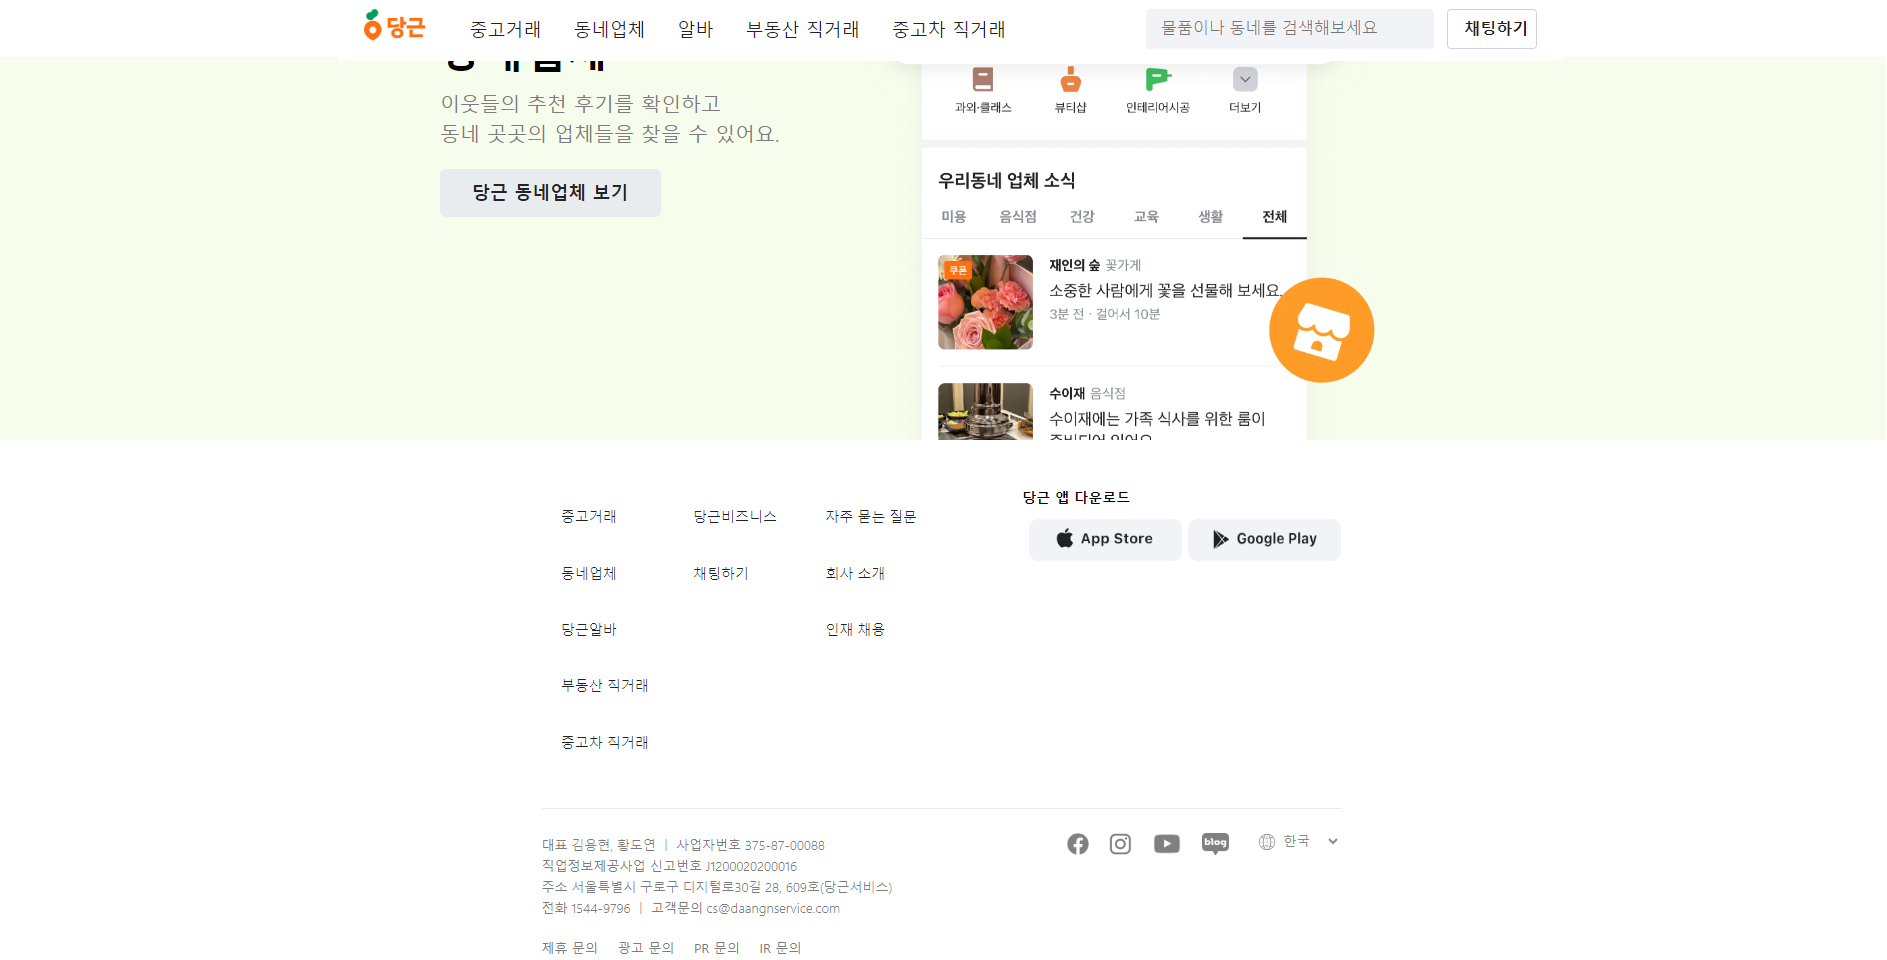 당근
중고거래
동네업체
알바
부동산 직거래
중고차 직거래
물품이나 동네를 검색해보세요
채팅하기
이웃들의 추천 후기를 확인하고
동네 곳곳의 업체들을 찾을 수 있어요.
당근 동네업체 보기
과외·클래스
뷰티샵
인테리어시공
더보기
우리동네 업체 소식
미용
음식점
건강
교육
생활
전체
쿠폰
재인의 숲 꽃가게
소중한 사람에게 꽃을 선물해 보세요.
3분 전 · 걸어서 10분
수이재 음식점
수이재에는 가족 식사를 위한 룸이
중고거래
동네업체
당근알바
부동산 직거래
중고차 직거래
당근비즈니스
채팅하기
자주 묻는 질문
회사 소개
인재 채용
당근 앱 다운로드
App Store
Google Play
대표 김용현, 황도연 | 사업자번호 375-87-00088
직업정보제공사업 신고번호 J1200020200016
주소 서울특별시 구로구 디지털로30길 28, 609호(당근서비스)
전화 1544-9796 | 고객문의 cs@daangnservice.com
제휴 문의
광고 문의
PR 문의
IR 문의
blog
한국